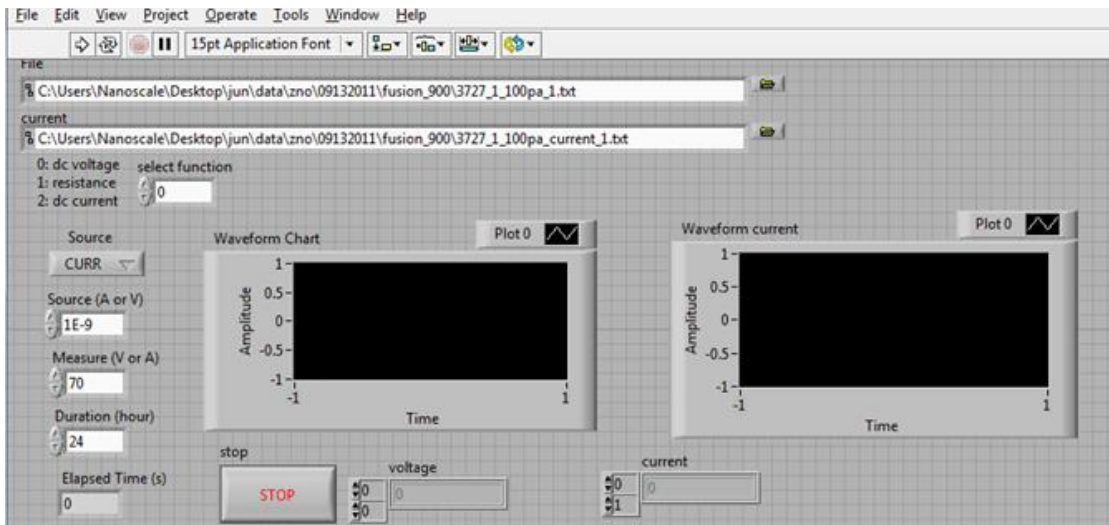 File Edit View Project Operate Tools Window Help
15pt Application Font
File
C:\Users\Nanoscale\Desktop\jun\data\zno\09132011\fusion_900\3727_1_100pa_1.txt
current
C:\Users\Nanoscale\Desktop\jun\data\zno\09132011\fusion_900\3727_1_100pa_current_1.txt
0: dc voltage
1: resistance
2: dc current
select function
0
Source
CURR
Source (A or V)
1E-9
Measure (V or A)
70
Duration (hour)
24
Elapsed Time (s)
0
Waveform Chart
Plot 0
Amplitude
1
0.5
0
-0.5
-1
-1
1
Time
Waveform current
Plot 0
Amplitude
1
0.5
0
-0.5
-1
-1
1
Time
stop
STOP
voltage
0
0
0
current
0
1
0